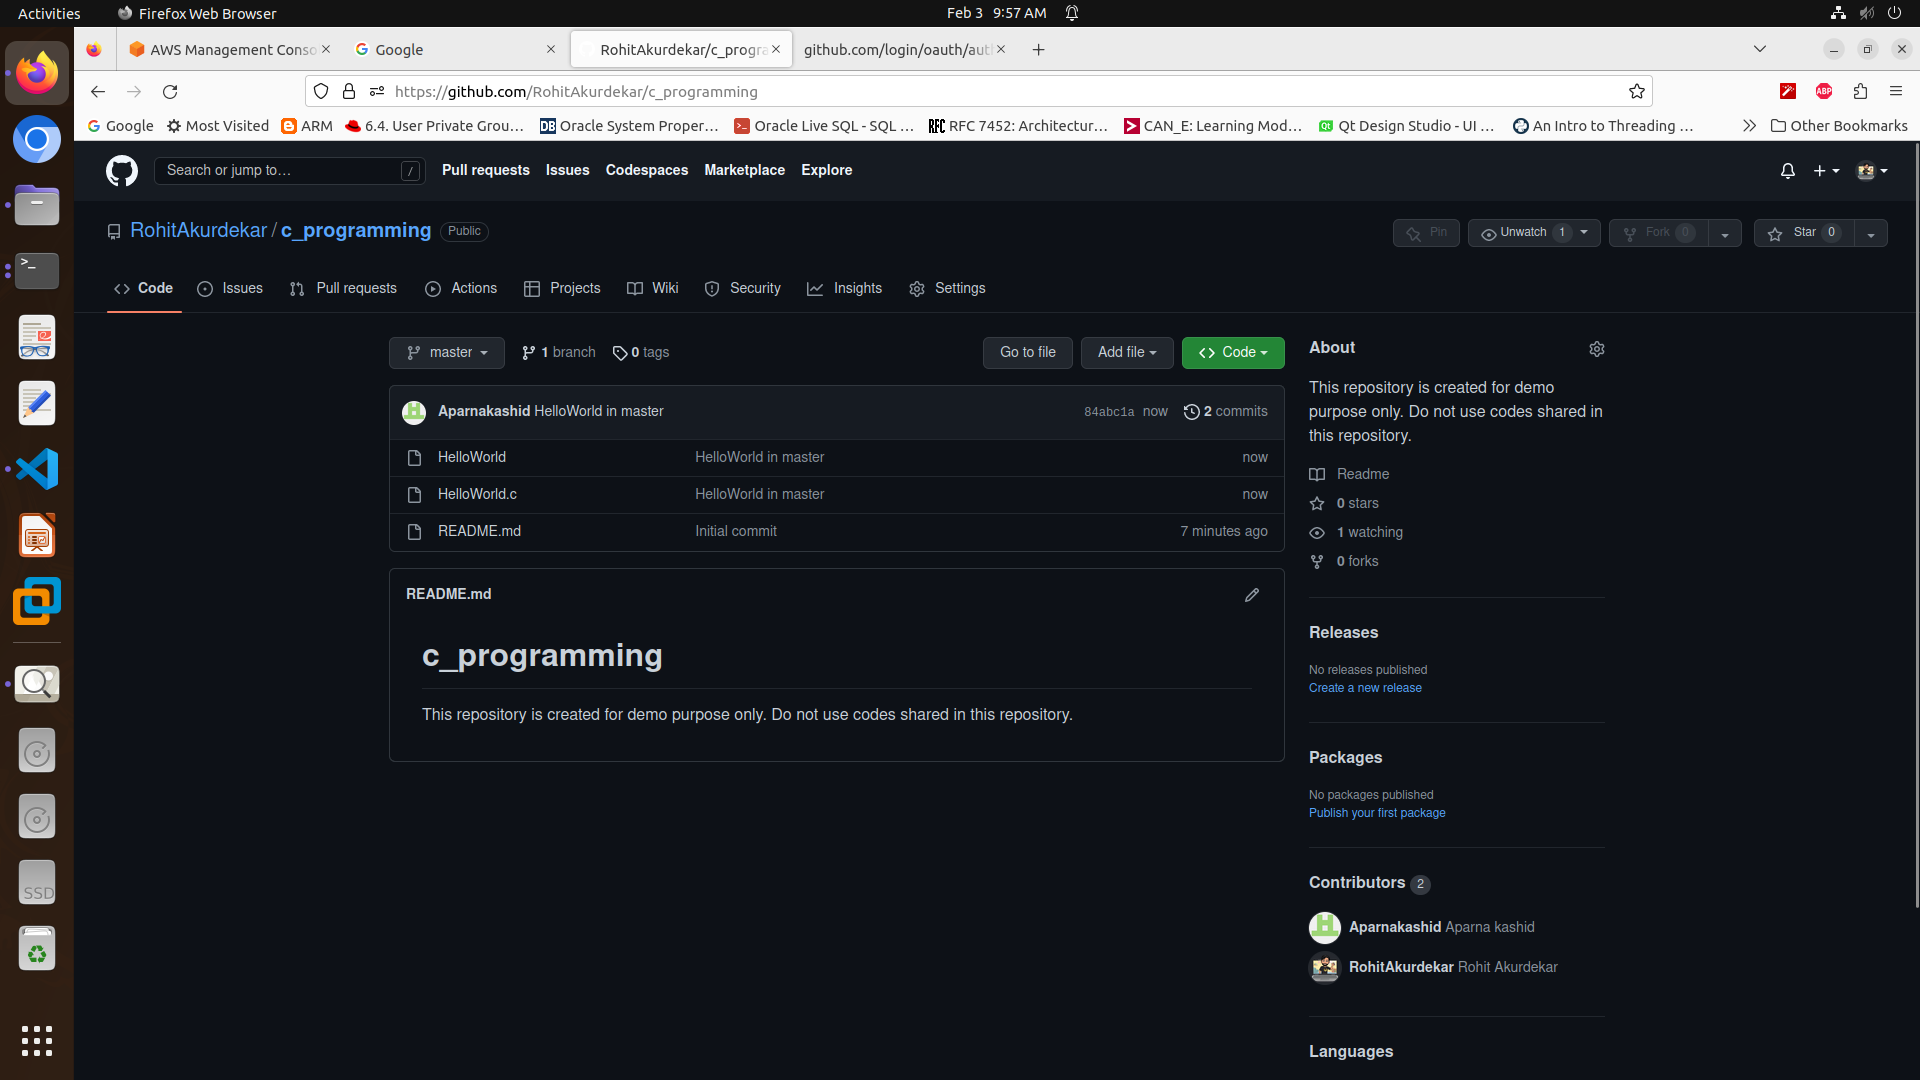 Activities
Firefox Web Browser
Feb 3 9:57 AM
AWS Management Conso
Google
RohitAkurdekar/c_progra
github.com/login/oauth/aut
https://github.com/RohitAkurdekar/c_programming
ABP
Google
Most Visited
ARM
6.4. User Private Grou…
DB Oracle System Proper…
Oracle Live SQL - SQL …
RFC RFC 7452: Architectur…
CAN_E: Learning Mod…
Qt Qt Design Studio - UI …
An Intro to Threading …
Other Bookmarks
Search or jump to…
/
Pull requests
Issues
Codespaces
Marketplace
Explore
RohitAkurdekar / c_programming
Public
Pin
Unwatch 1
Fork 0
Star 0
Code
Issues
Pull requests
Actions
Projects
Wiki
Security
Insights
Settings
master
1 branch
0 tags
Go to file
Add file
Code
Aparnakashid HelloWorld in master
84abc1a now
2 commits
HelloWorld HelloWorld in master now
HelloWorld.c HelloWorld in master now
README.md Initial commit 7 minutes ago
README.md
c_programming
This repository is created for demo purpose only. Do not use codes shared in this repository.
About
This repository is created for demo
purpose only. Do not use codes shared in
this repository.
Readme
0 stars
1 watching
0 forks
Releases
No releases published
Create a new release
Packages
No packages published
Publish your first package
Contributors 2
Aparnakashid Aparna kashid
RohitAkurdekar Rohit Akurdekar
Languages
SSD